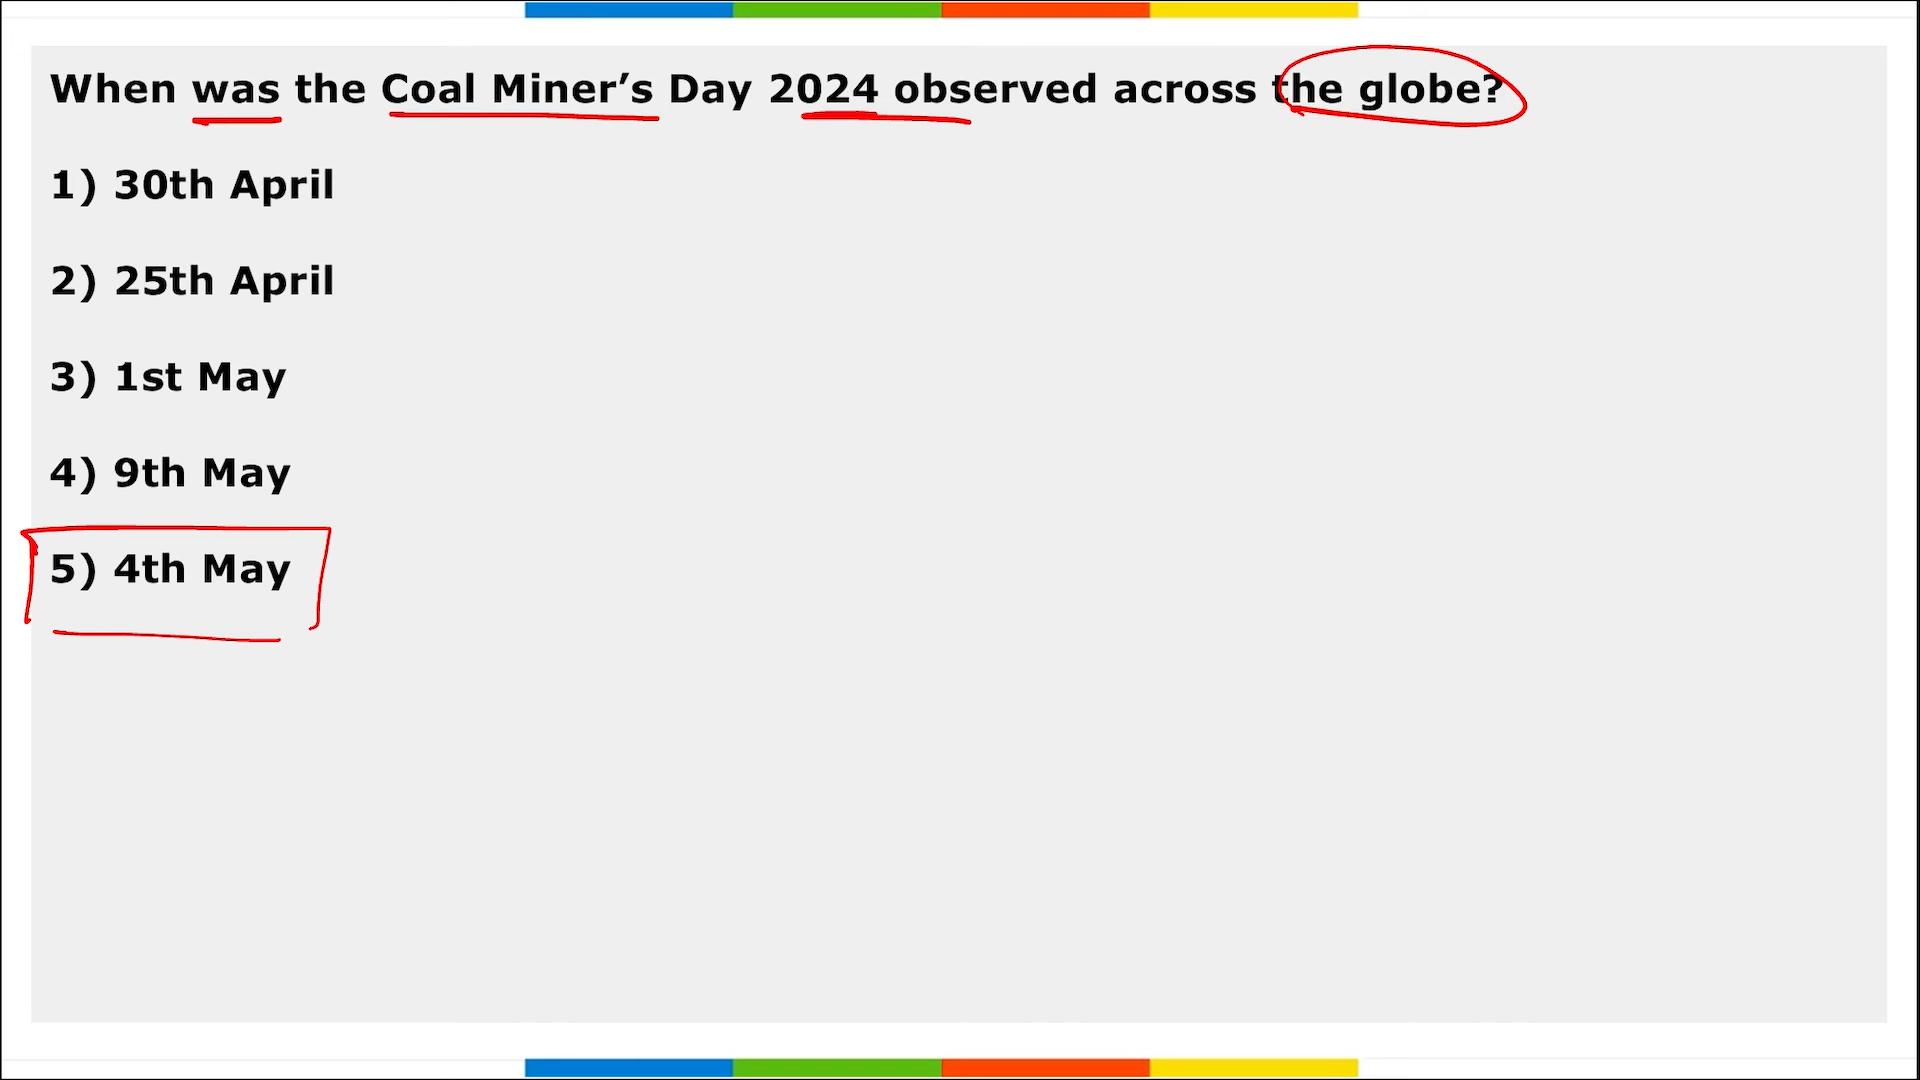 When was the Coal Miner’s Day 2024 observed across the globe?
1) 30th April
2) 25th April
3) 1st May
4) 9th May
5) 4th May